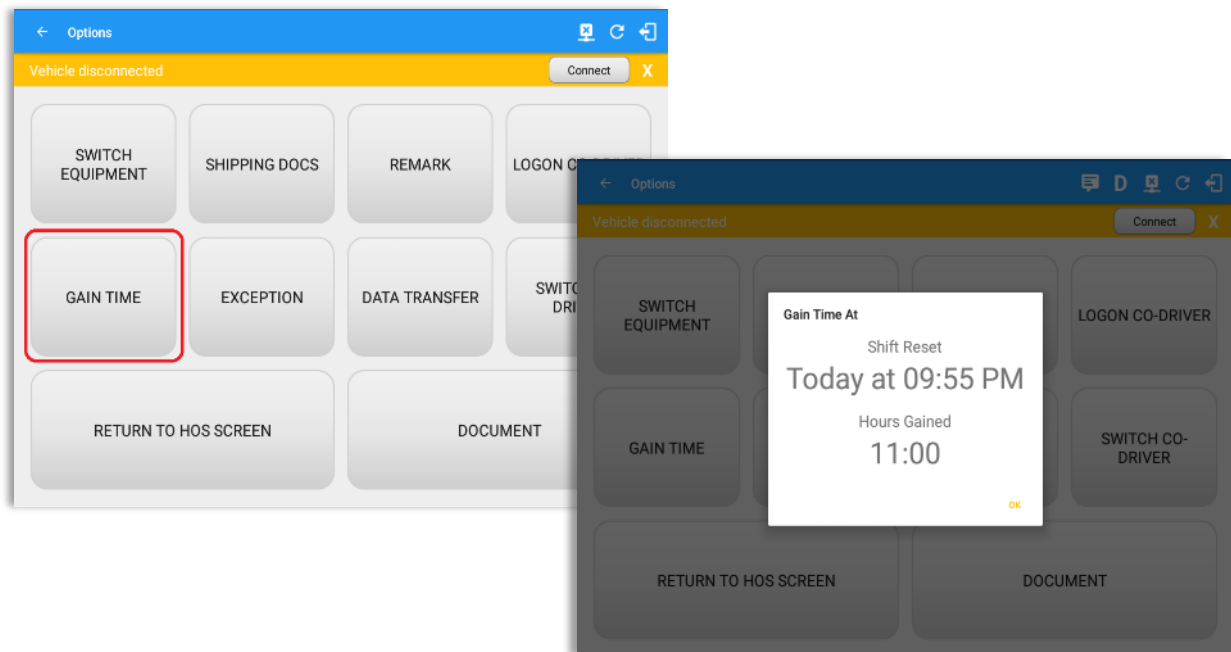 Options
Vehicle disconnected
Connect
X
SWITCH
EQUIPMENT
SHIPPING DOCS
REMARK
LOGON
GAIN TIME
EXCEPTION
DATA TRANSFER
RETURN TO HOS SCREEN
DOCUMENT
Options
D
Vehicle disconnected
Connect
X
SWITCH
EQUIPMENT
LOGON CO-DRIVER
GAIN TIME
SWITCH CO-
DRIVER
Gain Time At
Shift Reset
Today at 09:55 PM
Hours Gained
11:00
OK
RETURN TO HOS SCREEN
DOCUMENT